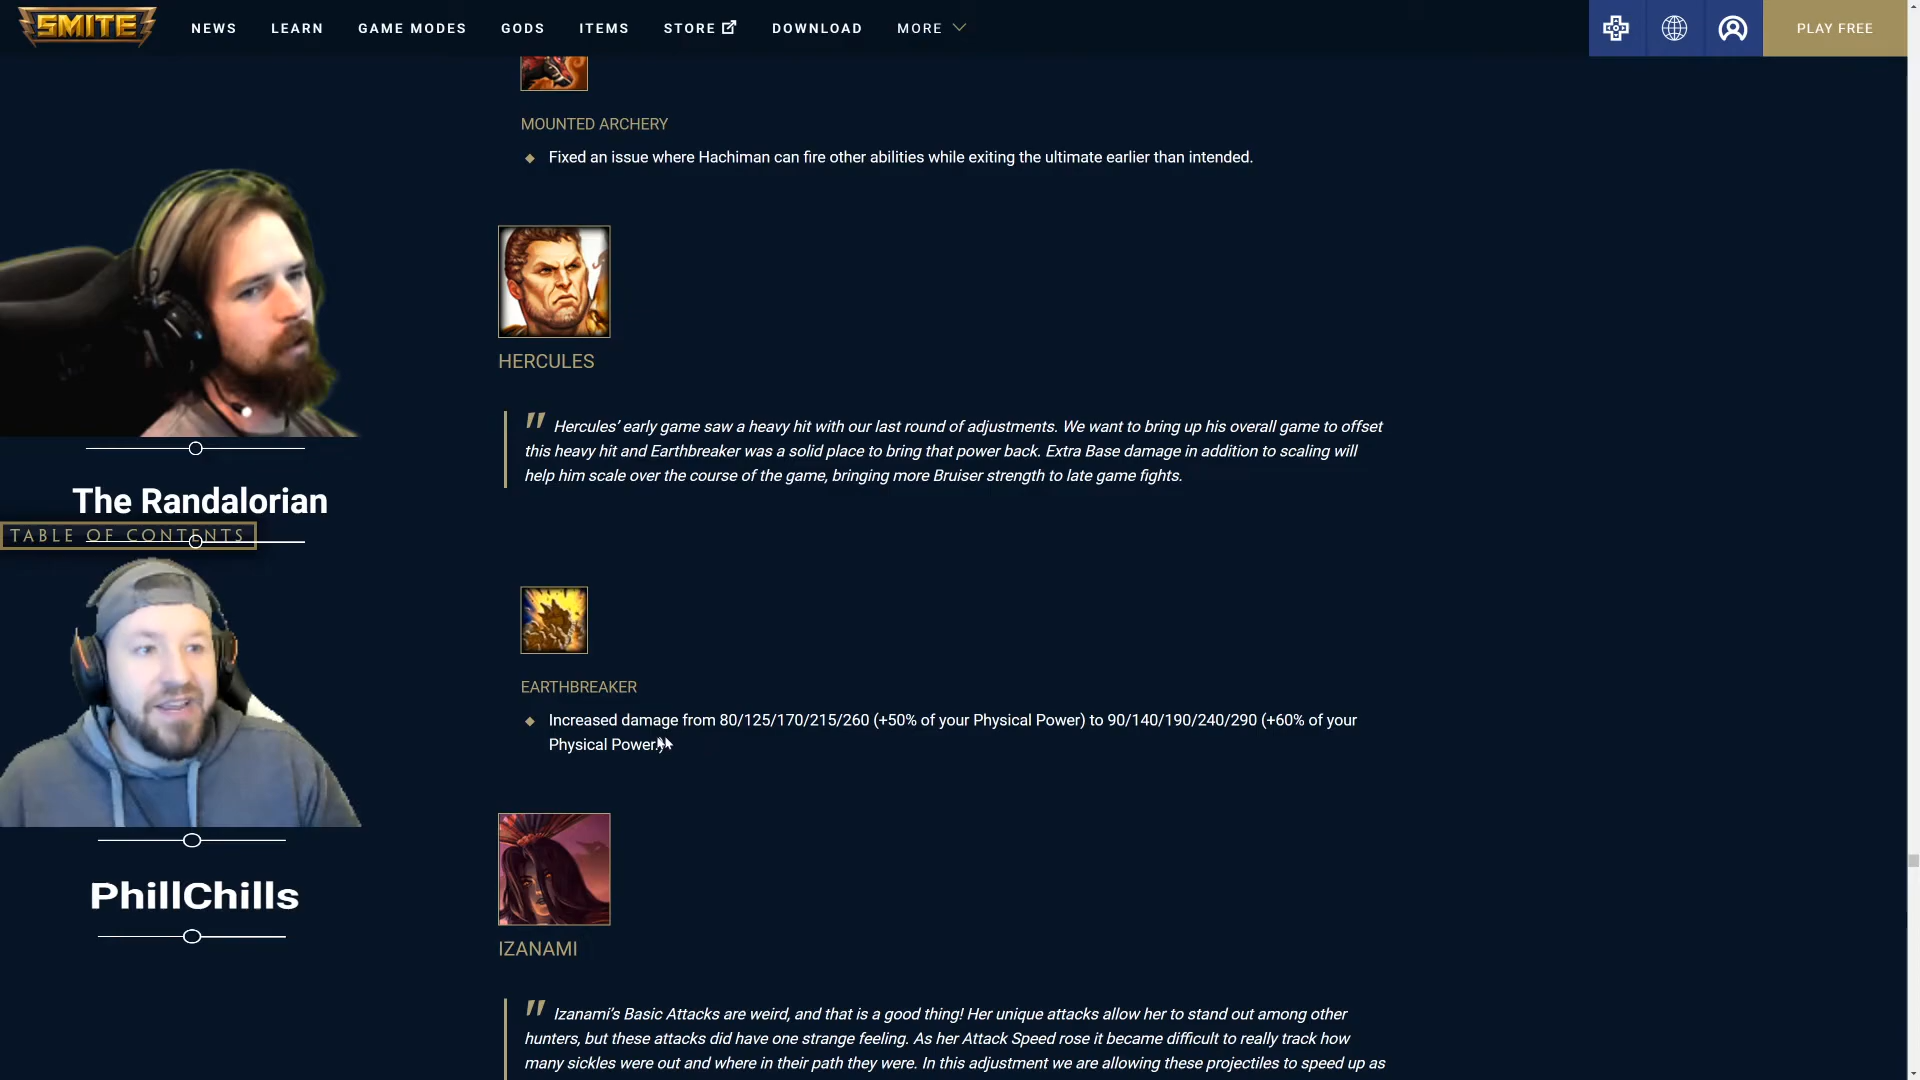 SMITE
NEWS LEARN GAME MODES GODS ITEMS STORE DOWNLOAD MORE PLAY FREE
MOUNTED ARCHERY
Fixed an issue where Hachiman can fire other abilities while exiting the ultimate earlier than intended.
HERCULES
" Hercules' early game saw a heavy hit with our last round of adjustments. We want to bring up his overall game to offset
this heavy hit and Earthbreaker was a solid place to bring that power back. Extra Base damage in addition to scaling will
help him scale over the course of the game, bringing more Bruiser strength to late game fights.
The Randalorian
TABLE OF CONTENTS
EARTHBREAKER
Increased damage from 80/125/170/215/260 (+50% of your Physical Power) to 90/140/190/240/290 (+60% of your
Physical Power)
PhillChills
IZANAMI
" Izanami's Basic Attacks are weird, and that is a good thing! Her unique attacks allow her to stand out among other
hunters, but these attacks did have one strange feeling. As her Attack Speed rose it became difficult to really track how
many sickles were out and where in their path they were. In this adjustment we are allowing these projectiles to speed up as